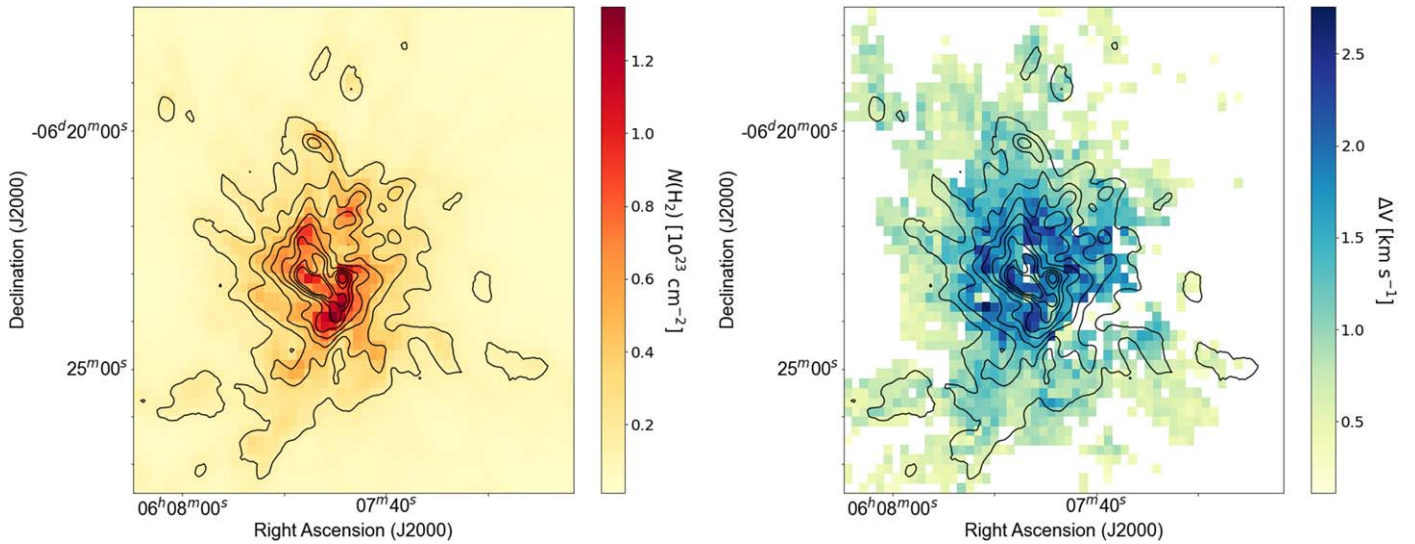 -06ᵈ20ᵐ00ˢ
25ᵐ00ˢ
Declination (J2000)
06ʰ08ᵐ00ˢ
07ᵐ40ˢ
Right Ascension (J2000)
1.2
1.0
0.8
0.6
0.4
0.2
N(H₂) [10²³ cm⁻²]
-06ᵈ20ᵐ00ˢ
25ᵐ00ˢ
Declination (J2000)
06ʰ08ᵐ00ˢ
07ᵐ40ˢ
Right Ascension (J2000)
2.5
2.0
1.5
1.0
0.5
ΔV [km s⁻¹]